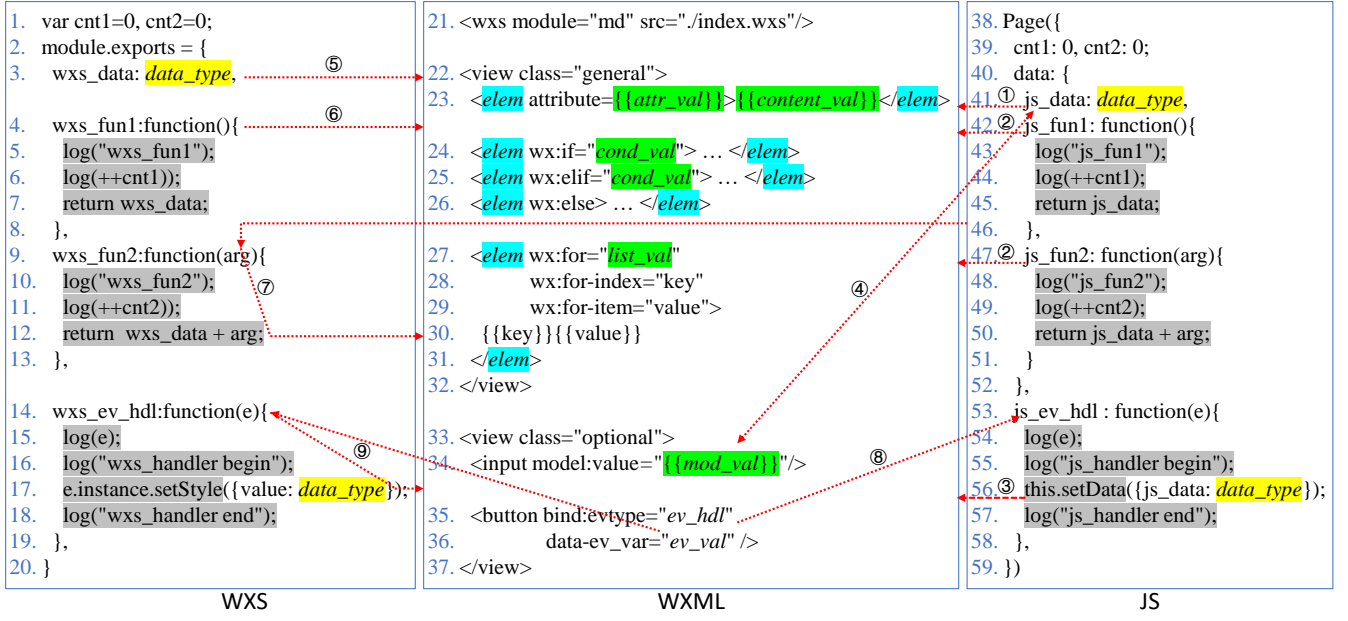 1. var cnt1=0, cnt2=0;
2. module.exports = {
3. wxs_data: data_type,
4. wxs_fun1:function(){
5. log("wxs_fun1");
6. log(++cnt1));
7. return wxs_data;
8. },
9. wxs_fun2:function(arg){
10. log("wxs_fun2");
11. log(++cnt2));
12. return wxs_data + arg;
13. },
14. wxs_ev_hdl:function(e){
15. log(e);
16. log("wxs_handler begin");
17. e.instance.setStyle({value: data_type});
18. log("wxs_handler end");
19. },
20. }
WXS
⑤
⑥
⑦
⑨
21. <wxs module="md" src="./index.wxs"/>
22. <view class="general">
23. <elem attribute={{attr_val}}>{{content_val}}</elem>
24. <elem wx:if="cond_val"> … </elem>
25. <elem wx:elif="cond_val"> … </elem>
26. <elem wx:else> … </elem>
27. <elem wx:for="list_val"
28. wx:for-index="key"
29. wx:for-item="value">
30. {{key}}{{value}}
31. </elem>
32. </view>
33. <view class="optional">
34. <input model:value="{{mod_val}}"/>
35. <button bind:evtype="ev_hdl"
36. data-ev_var="ev_val" />
37. </view>
WXML
④
⑧
38. Page({
39. cnt1: 0, cnt2: 0;
40. data: {
41. ① js_data: data_type,
42. ② js_fun1: function(){
43. log("js_fun1");
44. log(++cnt1);
45. return js_data;
46. },
47. ② js_fun2: function(arg){
48. log("js_fun2");
49. log(++cnt2);
50. return js_data + arg;
51. }
52. },
53. js_ev_hdl : function(e){
54. log(e);
55. log("js_handler begin");
56. ③ this.setData({js_data: data_type});
57. log("js_handler end");
58. },
59. })
JS